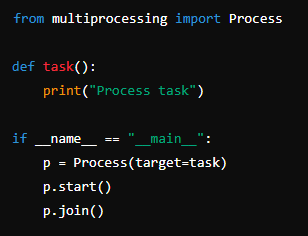 from multiprocessing import Process
def task():
    print("Process task")
if __name__ == "__main__":
    p = Process(target=task)
    p.start()
    p.join()